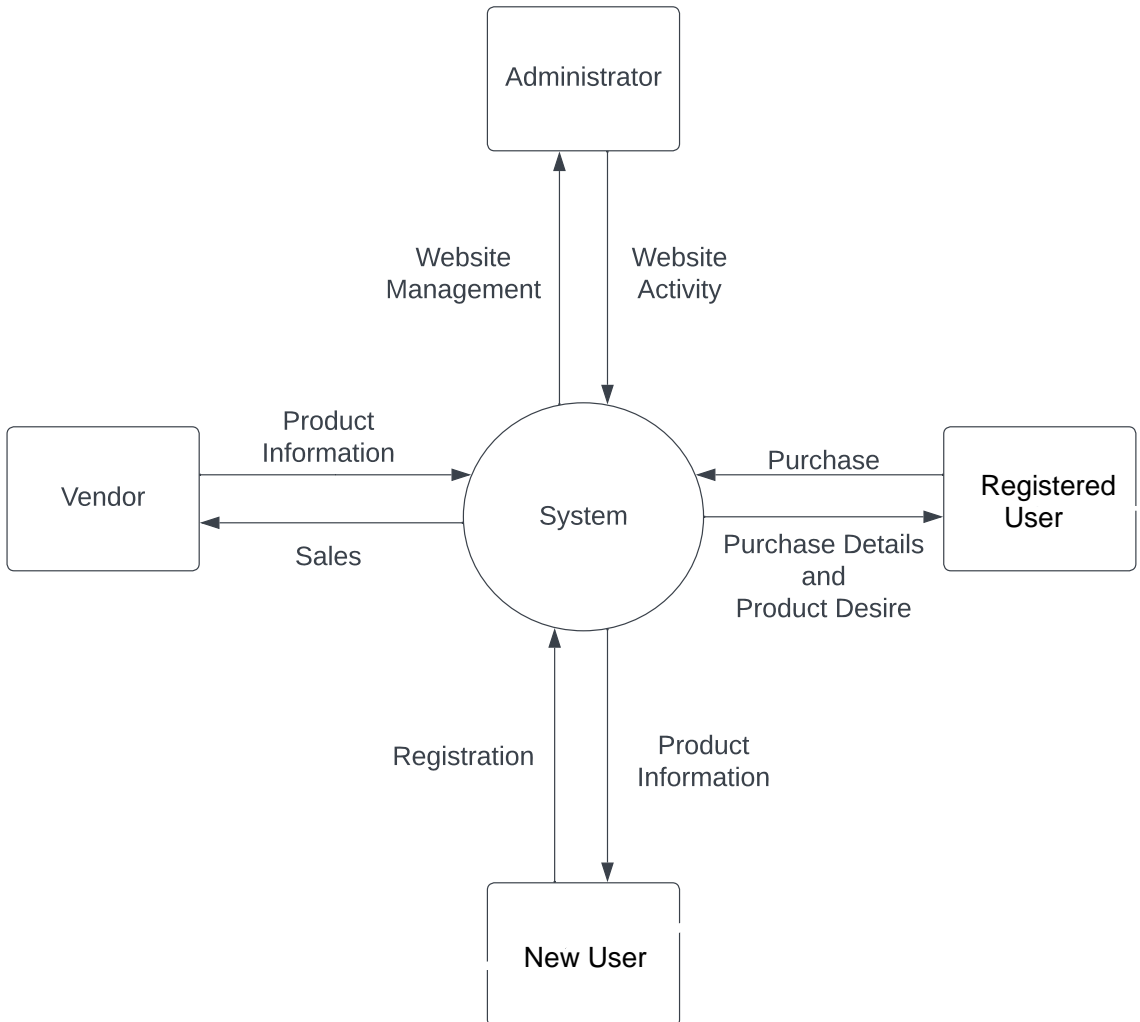 Administrator
Website
Management
Website
Activity
Product
Information
Purchase
Vendor
System
Registered
User
Sales
Purchase Details
and
Product Desire
Registration
Product
Information
New User